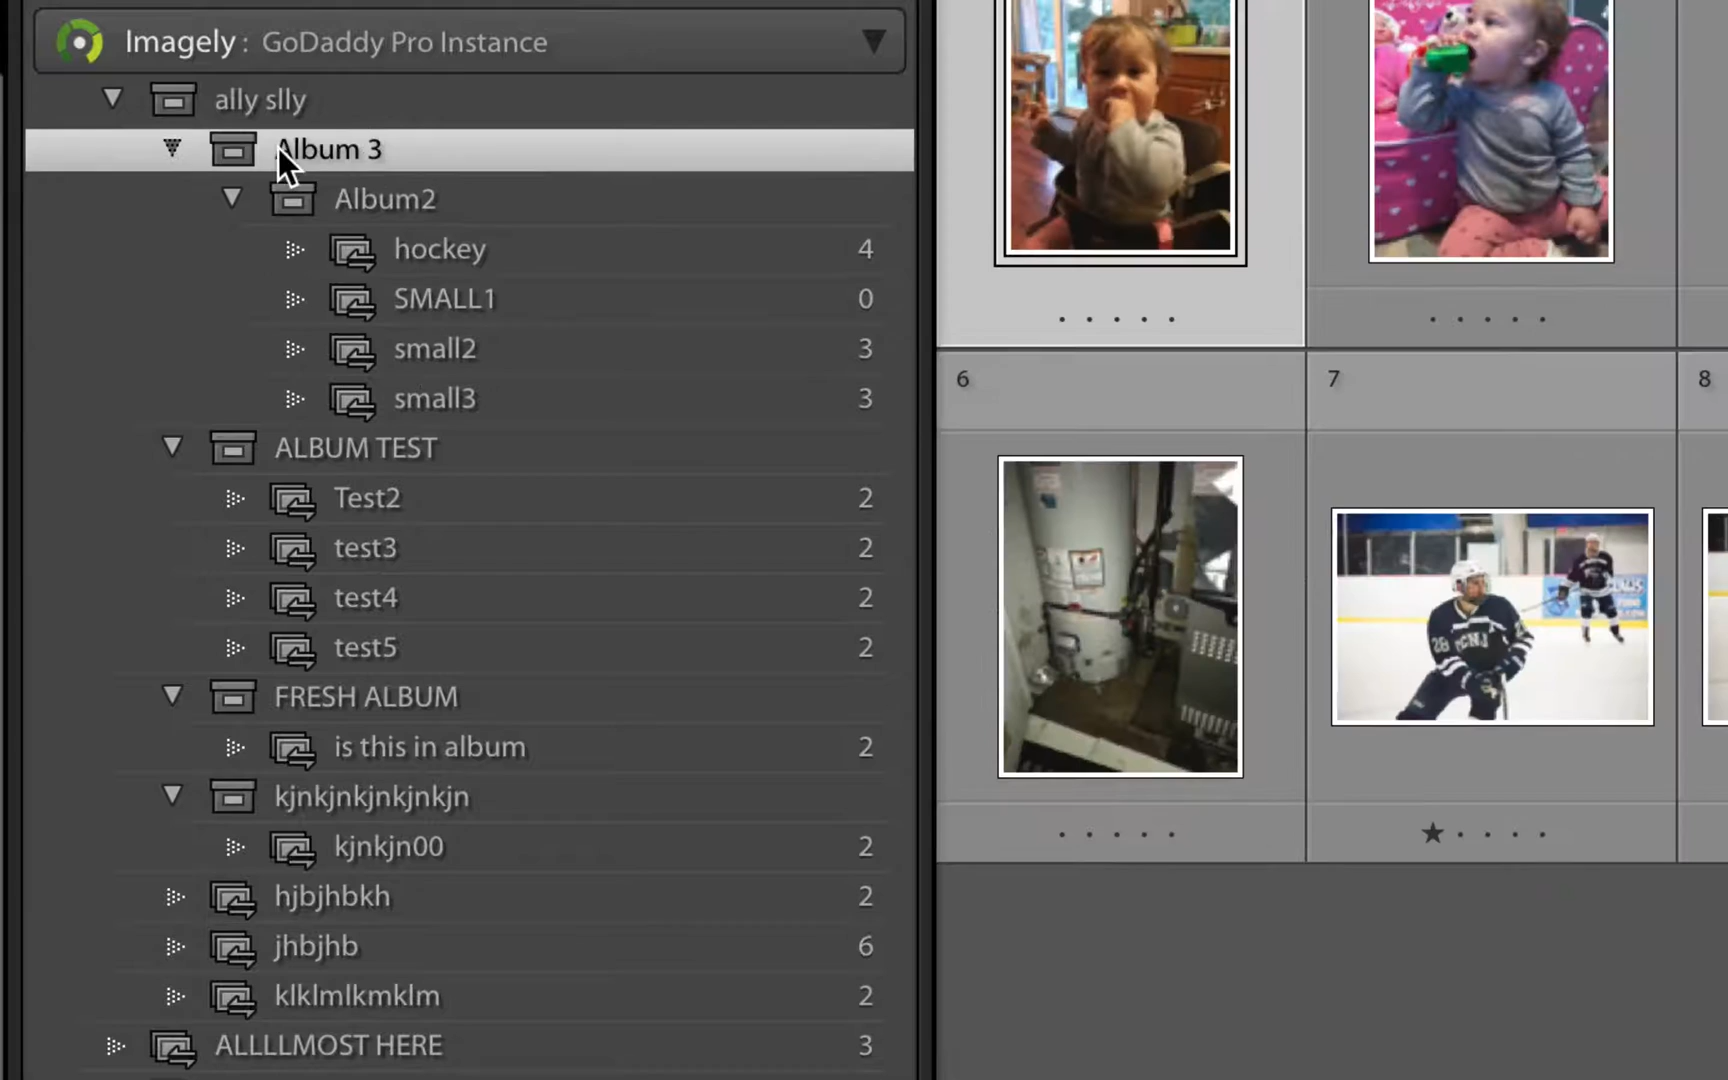 Imagely : GoDaddy Pro Instance
ally slly
Album 3
Album2
hockey 4
SMALL1 0
small2 3
small3 3
ALBUM TEST
Test2 2
test3 2
test4 2
test5 2
FRESH ALBUM
is this in album 2
kjnkjnkjnkjnkjn
kjnkjn00 2
hjbjhbkh 2
jhbjhb 6
klklmlkmklm 2
ALLLLMOST HERE 3
6 7 8
28